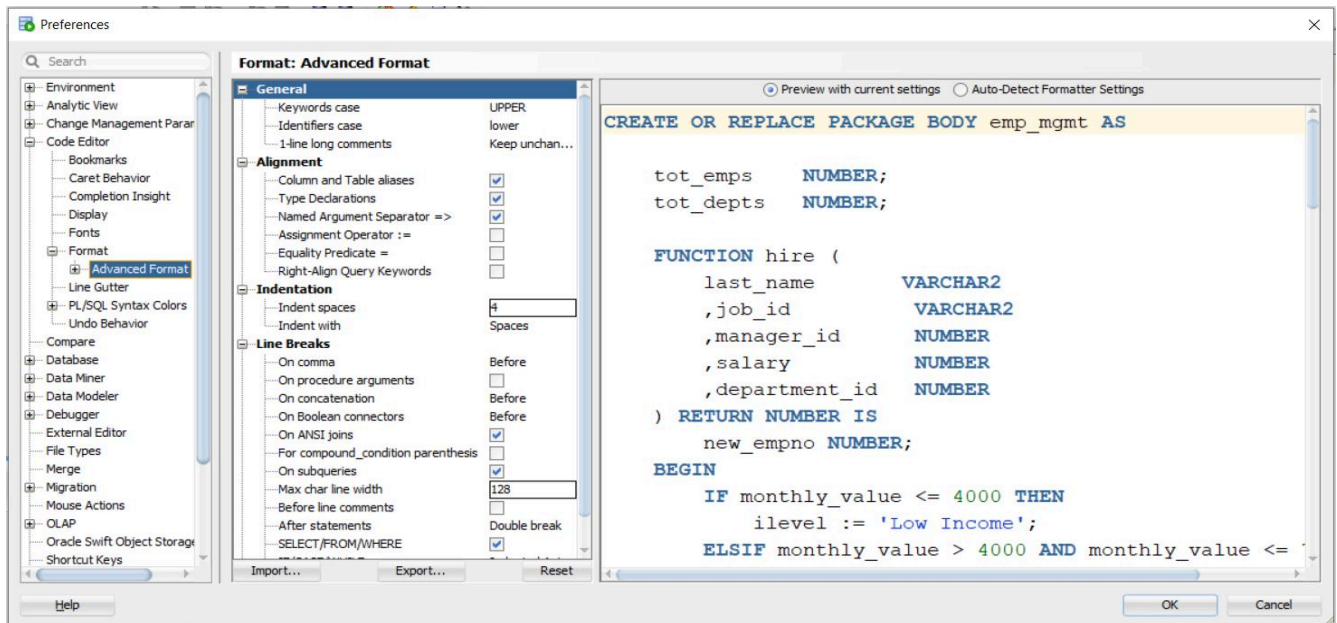 Preferences
Search
Environment
Analytic View
Change Management Parar
Code Editor
Bookmarks
Caret Behavior
Completion Insight
Display
Fonts
Format
Advanced Format
Line Gutter
PL/SQL Syntax Colors
Undo Behavior
Compare
Database
Data Miner
Data Modeler
Debugger
External Editor
File Types
Merge
Migration
Mouse Actions
OLAP
Oracle Swift Object Storage
Shortcut Keys
Format: Advanced Format
General
Keywords case UPPER
Identifiers case lower
1-line long comments Keep unchan...
Alignment
Column and Table aliases
Type Declarations
Named Argument Separator =>
Assignment Operator :=
Equality Predicate =
Right-Align Query Keywords
Indentation
Indent spaces 4
Indent with Spaces
Line Breaks
On comma Before
On procedure arguments
On concatenation Before
On Boolean connectors Before
On ANSI joins
For compound_condition parenthesis
On subqueries
Max char line width 128
Before line comments
After statements Double break
SELECT/FROM/WHERE
Import... Export... Reset
Preview with current settings Auto-Detect Formatter Settings
CREATE OR REPLACE PACKAGE BODY emp_mgmt AS
tot_emps NUMBER;
tot_depts NUMBER;
FUNCTION hire (
last_name VARCHAR2
,job_id VARCHAR2
,manager_id NUMBER
,salary NUMBER
,department_id NUMBER
) RETURN NUMBER IS
new_empno NUMBER;
BEGIN
IF monthly_value <= 4000 THEN
ilevel := 'Low Income';
ELSIF monthly_value > 4000 AND monthly_value <=
Help OK Cancel